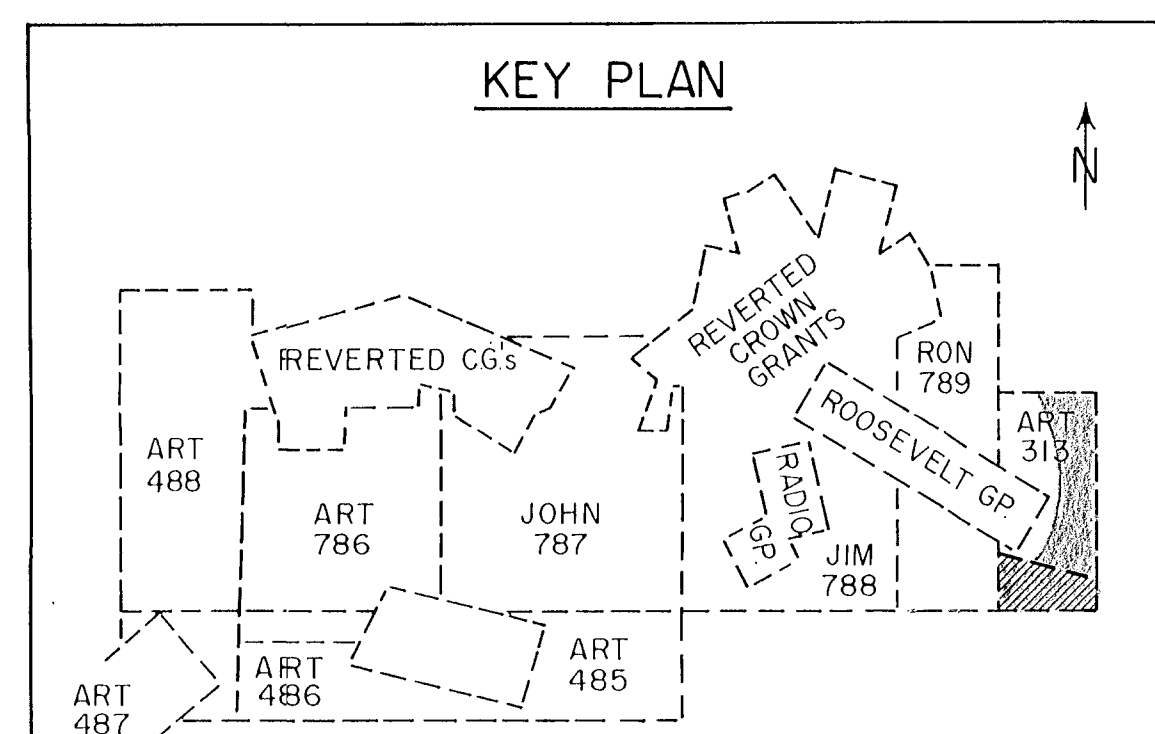 KEY PLAN
N
REVERTED
CROWN
GRANTS
REVERTED C.G.'s
RON
789
ROOSEVELT GP.
ART
313
ART
488
RADIO
GP.
ART
786
JOHN
787
JIM
788
ART
486
ART
485
ART
487